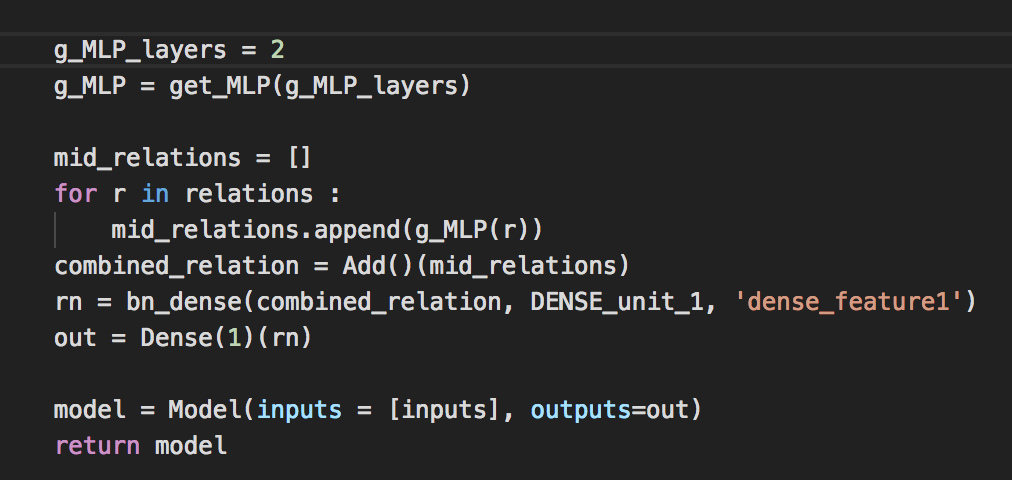 g_MLP_layers = 2
g_MLP = get_MLP(g_MLP_layers)
mid_relations = []
for r in relations :
    mid_relations.append(g_MLP(r))
combined_relation = Add()(mid_relations)
rn = bn_dense(combined_relation, DENSE_unit_1, 'dense_feature1')
out = Dense(1)(rn)
model = Model(inputs = [inputs], outputs=out)
return model